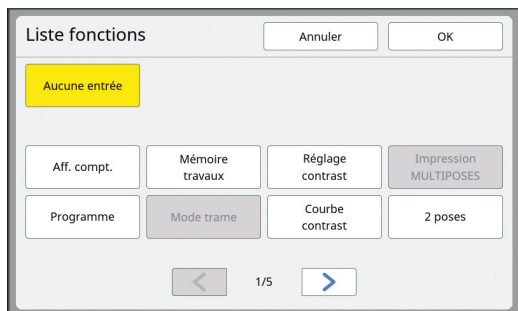 Liste fonctions
Annuler
OK
Aucune entrée
Aff. compt.
Mémoire
travaux
Réglage
contrast
Impression
MULTIPOSES
Programme
Mode trame
Courbe
contrast
2 poses
1/5